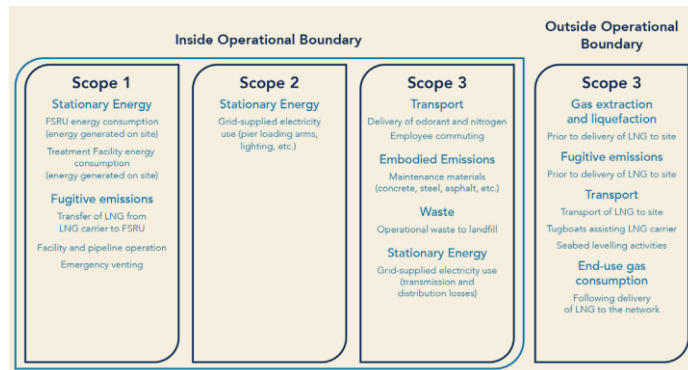 Inside Operational Boundary
Outside Operational
Boundary
Scope 1
Stationary Energy
FSRU energy consumption
(energy generated on site)
Treatment Facility energy
consumption
(energy generated on site)
Fugitive emissions
Transfer of LNG from
LNG carrier to FSRU
Facility and pipeline operation
Emergency venting
Scope 2
Stationary Energy
Grid-supplied electricity
use (pier loading arms,
lighting, etc.)
Scope 3
Transport
Delivery of odorant and nitrogen
Employee commuting
Embodied Emissions
Maintenance materials
(concrete, steel, asphalt, etc.)
Waste
Operational waste to landfill
Stationary Energy
Grid-supplied electricity use
(transmission and
distribution losses)
Scope 3
Gas extraction
and liquefaction
Prior to delivery of LNG to site
Fugitive emissions
Prior to delivery of LNG to site
Transport
Transport of LNG to site
Tugboats assisting LNG carrier
Seabed levelling activities
End-use gas
consumption
Following delivery
of LNG to the network